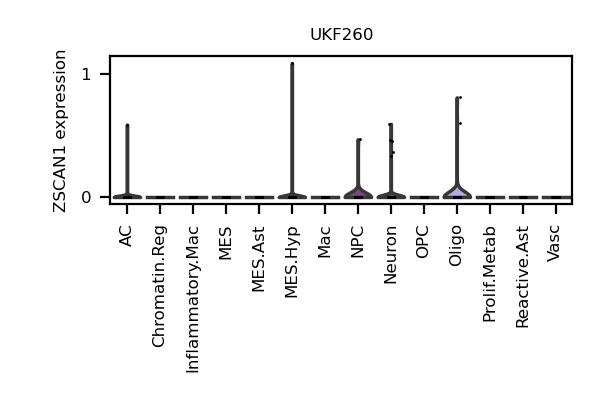 UKF260
ZSCAN1 expression
1
0
AC
Chromatin.Reg
Inflammatory.Mac
MES
MES.Ast
MES.Hyp
Mac
NPC
Neuron
OPC
Oligo
Prolif.Metab
Reactive.Ast
Vasc